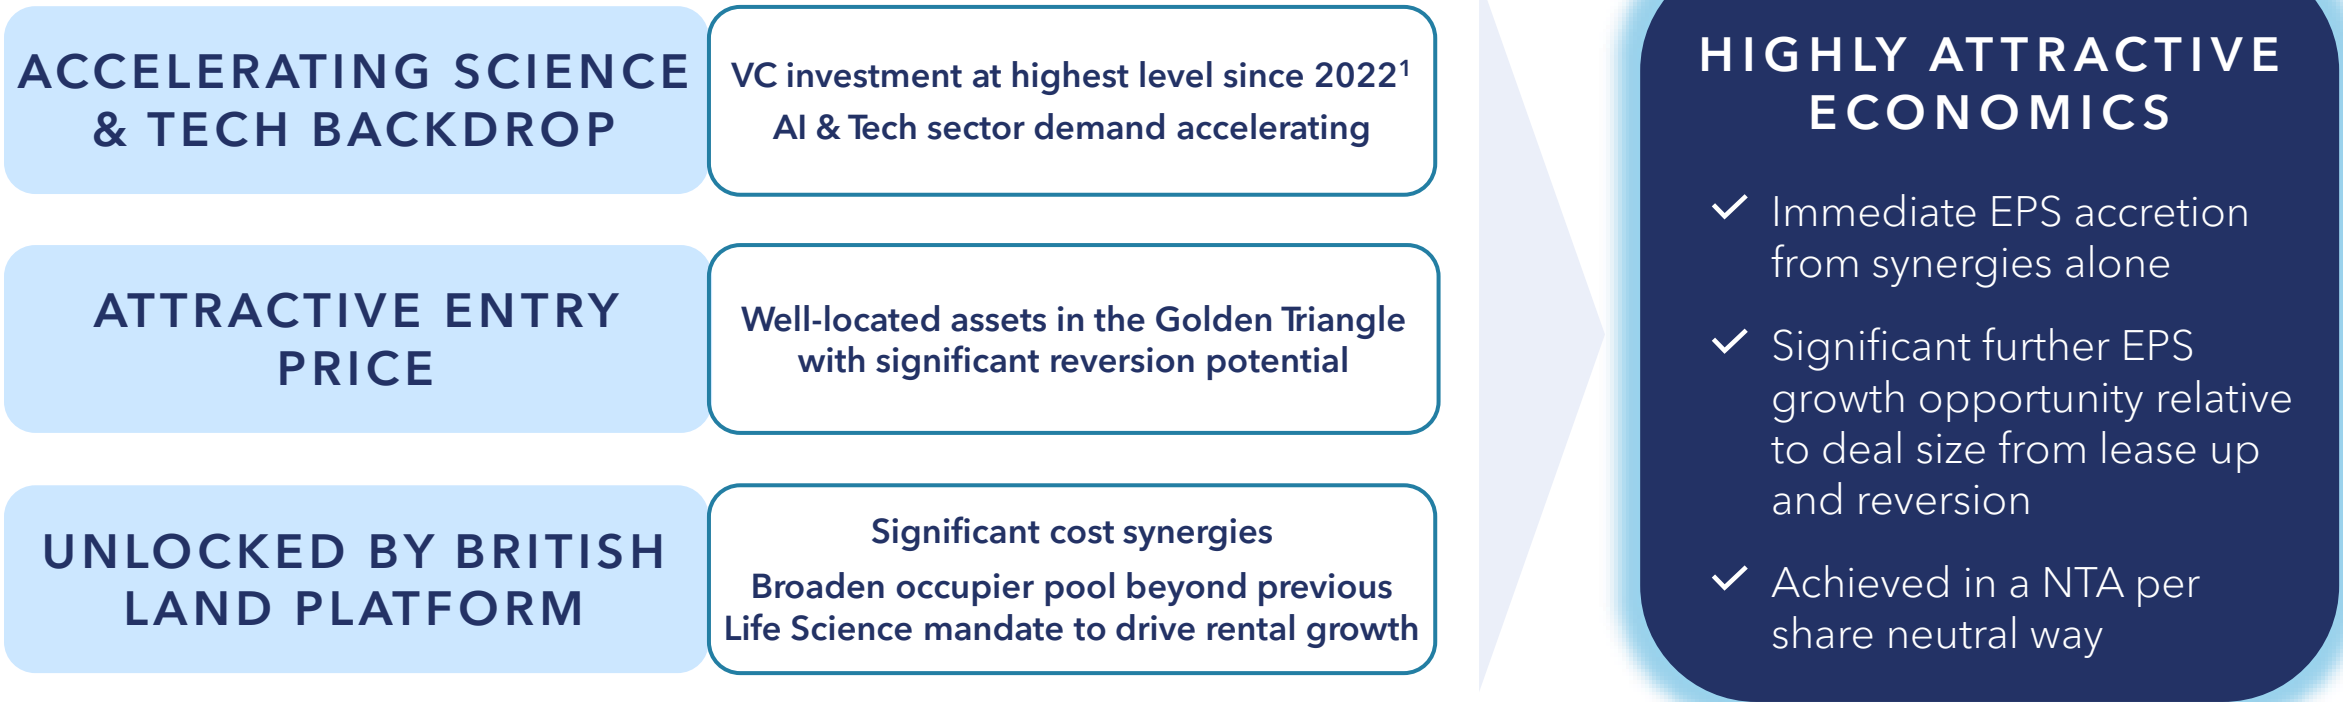 ACCELERATING SCIENCE
& TECH BACKDROP
VC investment at highest level since 2022¹
AI & Tech sector demand accelerating
ATTRACTIVE ENTRY
PRICE
Well-located assets in the Golden Triangle
with significant reversion potential
UNLOCKED BY BRITISH
LAND PLATFORM
Significant cost synergies
Broaden occupier pool beyond previous
Life Science mandate to drive rental growth
HIGHLY ATTRACTIVE
ECONOMICS
✓ Immediate EPS accretion
from synergies alone
✓ Significant further EPS
growth opportunity relative
to deal size from lease up
and reversion
✓ Achieved in a NTA per
share neutral way